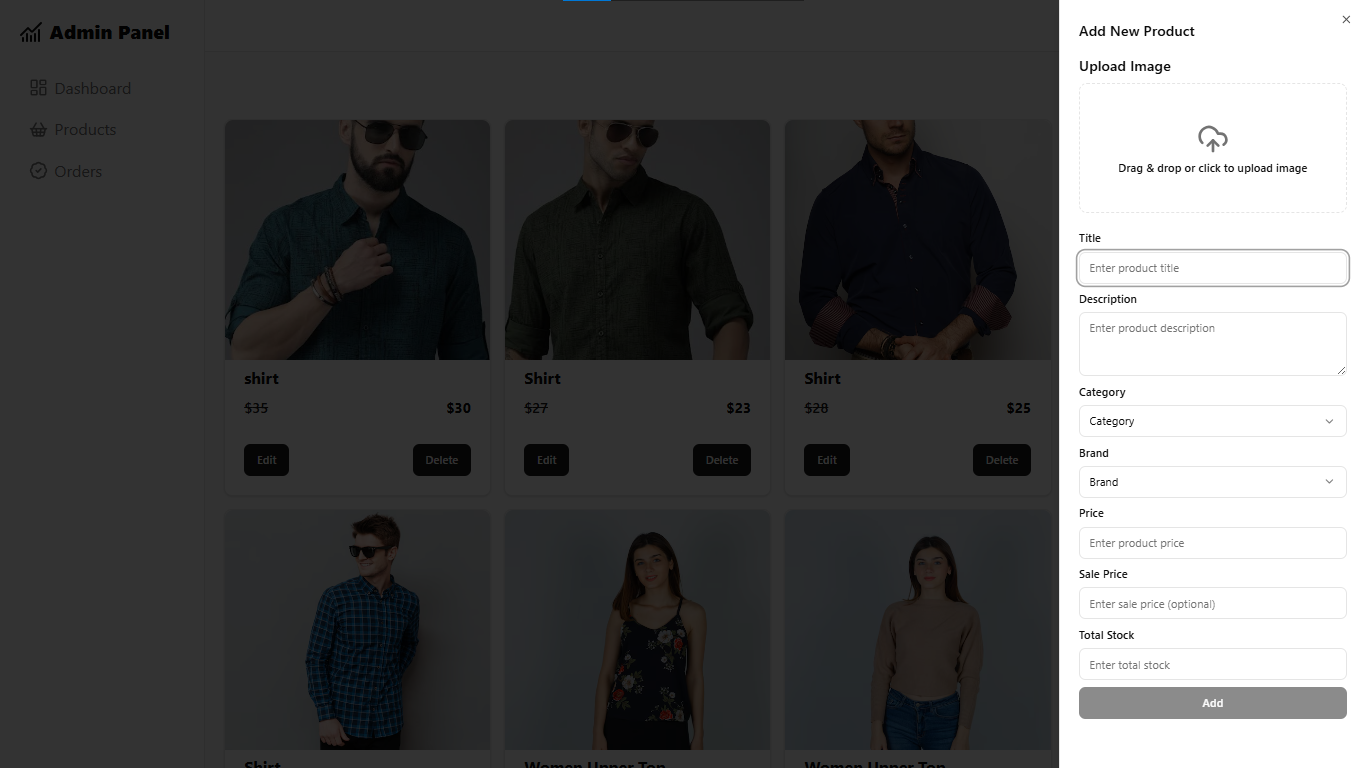 Admin Panel
Dashboard
Products
Orders
shirt
$35 $30
Edit Delete
Shirt
$27 $23
Edit Delete
Shirt
$28 $25
Edit Delete
Shirt
Women Upper Top
Women Upper Top
Add New Product
Upload Image
Drag & drop or click to upload image
Title
Enter product title
Description
Enter product description
Category
Category
Brand
Brand
Price
Enter product price
Sale Price
Enter sale price (optional)
Total Stock
Enter total stock
Add